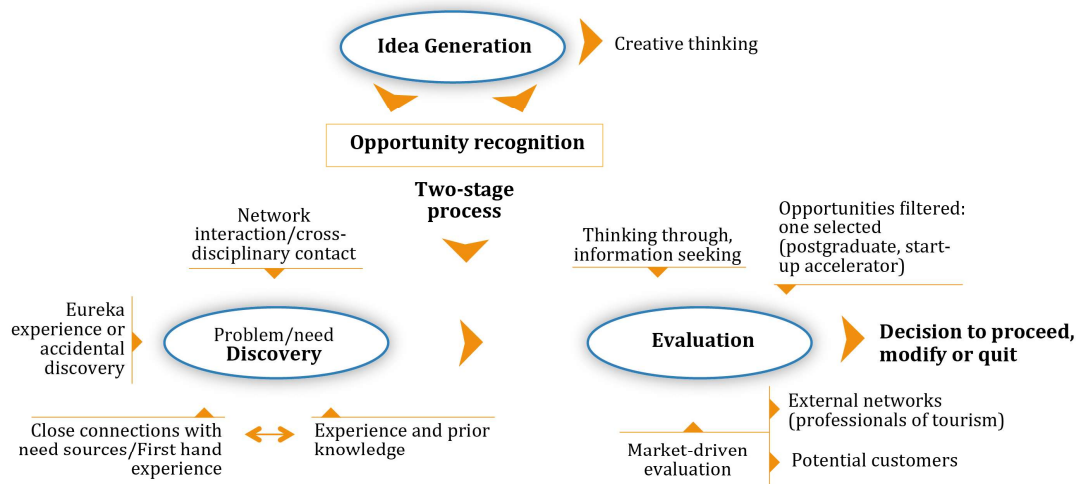 Idea Generation
Creative thinking
Opportunity recognition
Two-stage
process
Network
interaction/cross-
disciplinary contact
Thinking through,
information seeking
Opportunities filtered:
one selected
(postgraduate, start-
up accelerator)
Eureka
experience or
accidental
discovery
Problem/need
Discovery
Evaluation
Decision to proceed,
modify or quit
Close connections with
need sources/First hand
experience
Experience and prior
knowledge
Market-driven
evaluation
External networks
(professionals of tourism)
Potential customers